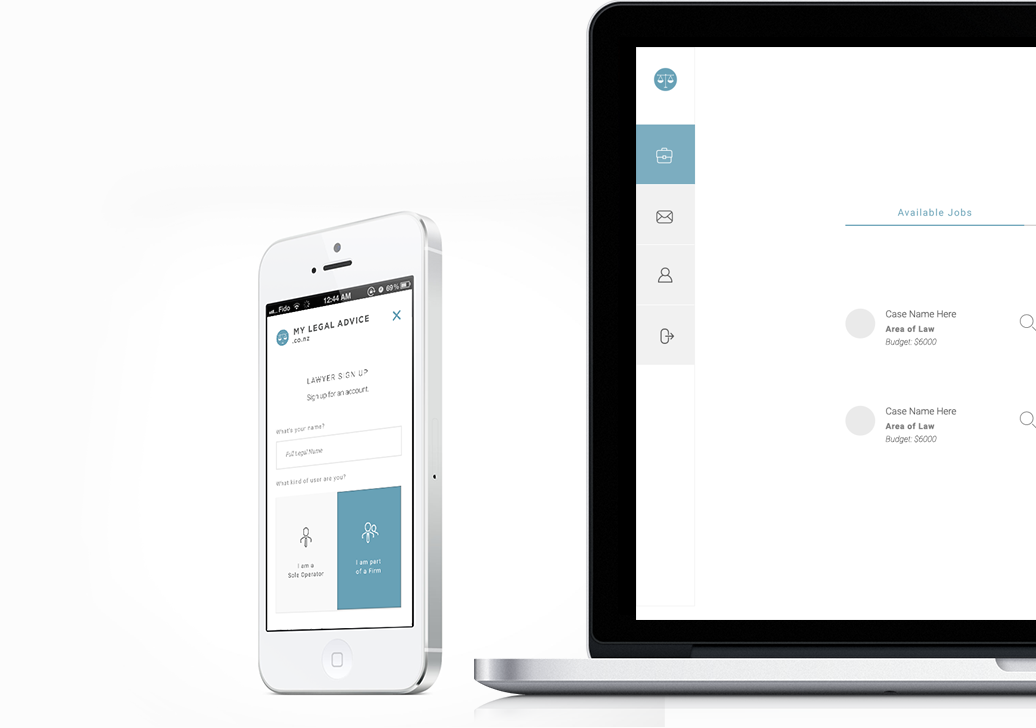 Fido 12:44 AM 69%
MY LEGAL ADVICE
.co.nz
LAWYER SIGN UP
Sign up for an account.
What's your name?
Full Legal Name
What kind of user are you?
I am a
Sole Operator
I am part
of a Firm
Available Jobs
Case Name Here
Area of Law
Budget: $6000
Case Name Here
Area of Law
Budget: $6000